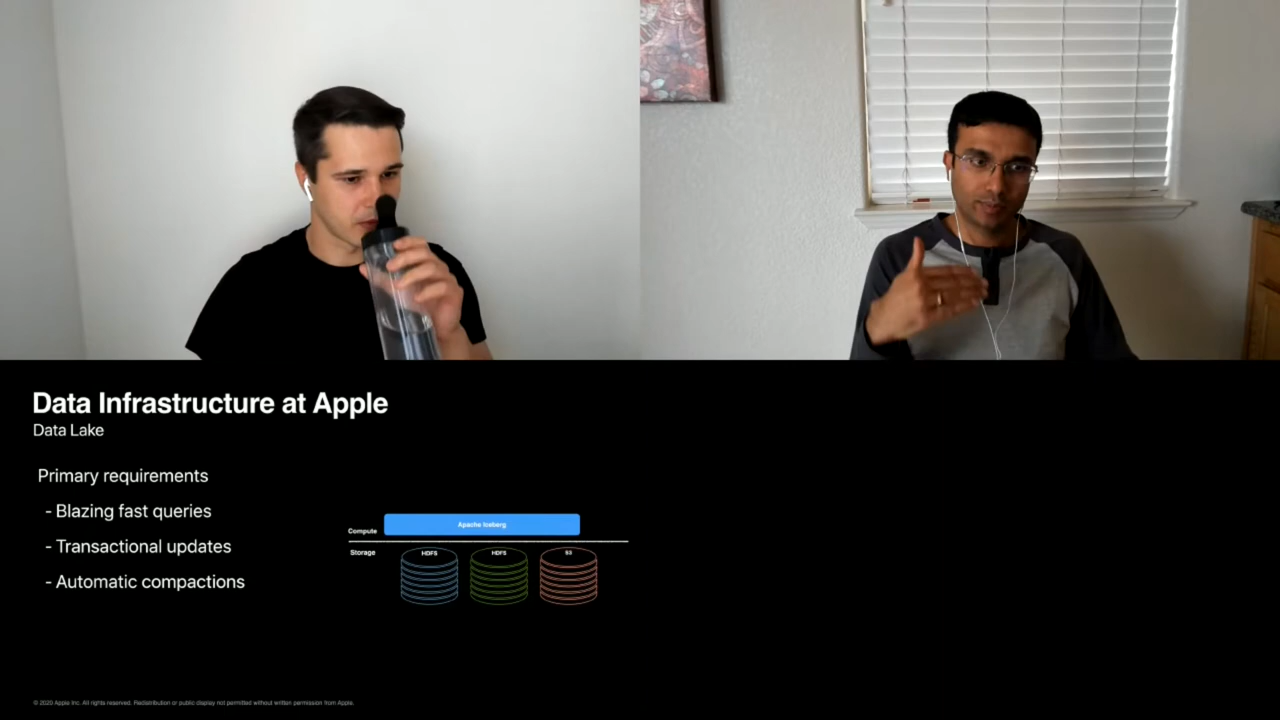 Data Infrastructure at Apple
Data Lake
Primary requirements
- Blazing fast queries
- Transactional updates
- Automatic compactions
Apache Iceberg
Compute
Storage
HDFS
HDFS
S3
© 2020 Apple Inc. All rights reserved. Redistribution or public display not permitted without written permission from Apple.